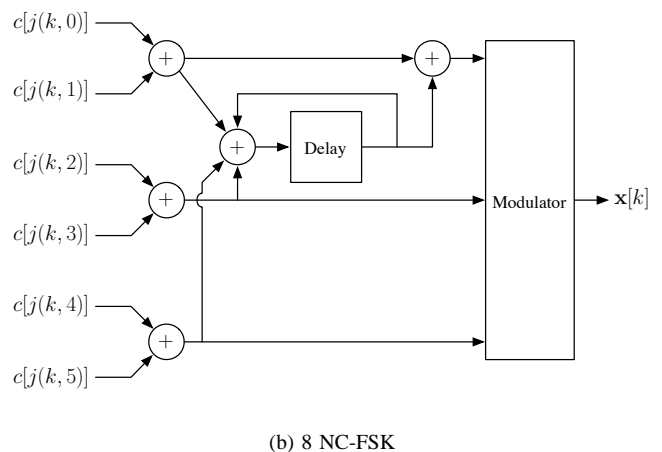 c[j(k, 0)]
+
+
c[j(k, 1)]
+
Delay
c[j(k, 2)]
+
Modulator
x[k]
c[j(k, 3)]
c[j(k, 4)]
+
c[j(k, 5)]
(b) 8 NC-FSK